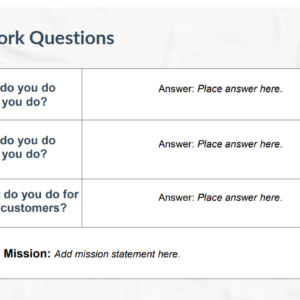 ork Questions
do you do
you do?
Answer: Place answer here.
do you do
you do?
Answer: Place answer here.
do you do for
customers?
Answer: Place answer here.
Mission: Add mission statement here.